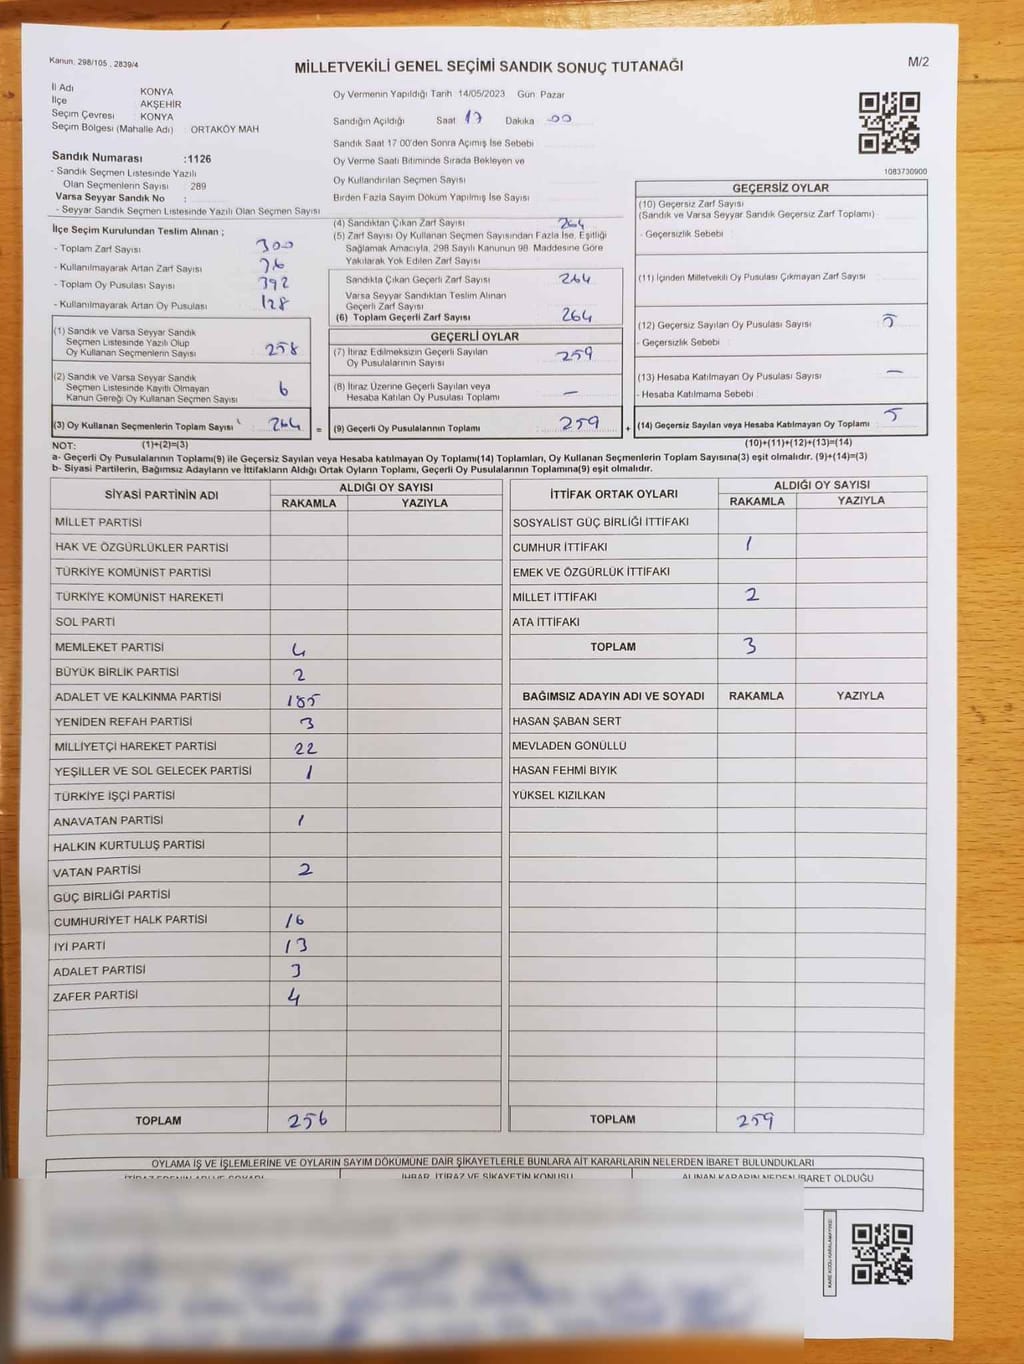 Kanun. 298/105 , 2839/4
MİLLETVEKİLİ GENEL SEÇİMİ SANDIK SONUÇ TUTANAĞI
M/2
İl Adı KONYA
İlçe AKŞEHİR
Seçim Çevresi KONYA
Seçim Bölgesi (Mahalle Adı) : ORTAKÖY MAH
Sandık Numarası :1126
- Sandık Seçmen Listesinde Yazılı
Olan Seçmenlerin Sayısı : 289
Varsa Seyyar Sandık No :
- Seyyar Sandık Seçmen Listesinde Yazılı Olan Seçmen Sayısı
Oy Vermenin Yapıldığı Tarih 14/05/2023 Gün Pazar
Sandığın Açıldığı Saat 17 Dakika 00
Sandık Saat 17 00'den Sonra Açımış İse Sebebi
Oy Verme Saati Bitiminde Sırada Bekleyen ve
Oy Kullandırılan Seçmen Sayısı
Birden Fazla Sayım Döküm Yapılmış İse Sayısı
1083730900
İlçe Seçim Kurulundan Teslim Alınan ;
- Toplam Zarf Sayısı 300
- Kullanılmayarak Artan Zarf Sayısı 36
- Toplam Oy Pusulası Sayısı 392
- Kullanılmayarak Artan Oy Pusulası 128
(1) Sandık ve Varsa Seyyar Sandık
Seçmen Listesinde Yazılı Olup
Oy Kullanan Seçmenlerin Sayısı 258
(2) Sandık ve Varsa Seyyar Sandık
Seçmen Listesinde Kayıtlı Olmayan
Kanun Gereği Oy Kullanan Seçmen Sayısı 6
(3) Oy Kullanan Seçmenlerin Toplam Sayısı 264 =
(4) Sandıktan Çıkan Zarf Sayısı 264
(5) Zarf Sayısı Oy Kullanan Seçmen Sayısından Fazla İse, Eşitliği
Sağlamak Amacıyla, 298 Sayılı Kanunun 98 Maddesine Göre
Yakılarak Yok Edilen Zarf Sayısı
Sandıkta Çıkan Geçerli Zarf Sayısı 264
Varsa Seyyar Sandıktan Teslim Alınan
Geçerli Zarf Sayısı
(6) Toplam Geçerli Zarf Sayısı 264
GEÇERLİ OYLAR
(7) İtiraz Edilmeksizin Geçerli Sayılan
Oy Pusulalarının Sayısı 259
(8) İtiraz Üzerine Geçerli Sayılan veya
Hesaba Katılan Oy Pusulası Toplamı —
(9) Geçerli Oy Pusulalarının Toplamı 259 +
GEÇERSİZ OYLAR
(10) Geçersiz Zarf Sayısı
(Sandık ve Varsa Seyyar Sandık Geçersiz Zarf Toplamı)
- Geçersizlik Sebebi
(11) İçinden Milletvekili Oy Pusulası Çıkmayan Zarf Sayısı
(12) Geçersiz Sayılan Oy Pusulası Sayısı 5
- Geçersizlik Sebebi
(13) Hesaba Katılmayan Oy Pusulası Sayısı —
- Hesaba Katılmama Sebebi
(14) Geçersiz Sayılan veya Hesaba Katılmayan Oy Toplamı 5
NOT: (1)+(2)=(3) (10)+(11)+(12)+(13)=(14)
a- Geçerli Oy Pusulalarının Toplamı(9) ile Geçersiz Sayılan veya Hesaba katılmayan Oy Toplamı(14) Toplamları, Oy Kullanan Seçmenlerin Toplam Sayısına(3) eşit olmalıdır. (9)+(14)=(3)
b- Siyasi Partilerin, Bağımsız Adayların ve İttifakların Aldığı Ortak Oyların Toplamı, Geçerli Oy Pusulalarının Toplamına(9) eşit olmalıdır.
SİYASİ PARTİNİN ADI ALDIĞI OY SAYISI
RAKAMLA YAZIYLA
MİLLET PARTİSİ
HAK VE ÖZGÜRLÜKLER PARTİSİ
TÜRKİYE KOMÜNİST PARTİSİ
TÜRKİYE KOMÜNİST HAREKETİ
SOL PARTİ
MEMLEKET PARTİSİ 4
BÜYÜK BİRLİK PARTİSİ 2
ADALET VE KALKINMA PARTİSİ 185
YENİDEN REFAH PARTİSİ 3
MİLLİYETÇİ HAREKET PARTİSİ 22
YEŞİLLER VE SOL GELECEK PARTİSİ 1
TÜRKİYE İŞÇİ PARTİSİ
ANAVATAN PARTİSİ 1
HALKIN KURTULUŞ PARTİSİ
VATAN PARTİSİ 2
GÜÇ BİRLİĞİ PARTİSİ
CUMHURİYET HALK PARTİSİ 16
İYİ PARTİ 13
ADALET PARTİSİ 3
ZAFER PARTİSİ 4
TOPLAM 256
İTTİFAK ORTAK OYLARI ALDIĞI OY SAYISI
RAKAMLA YAZIYLA
SOSYALİST GÜÇ BİRLİĞİ İTTİFAKI
CUMHUR İTTİFAKI 1
EMEK VE ÖZGÜRLÜK İTTİFAKI
MİLLET İTTİFAKI 2
ATA İTTİFAKI
TOPLAM 3
BAĞIMSIZ ADAYIN ADI VE SOYADI RAKAMLA YAZIYLA
HASAN ŞABAN SERT
MEVLADEN GÖNÜLLÜ
HASAN FEHMİ BIYIK
YÜKSEL KIZILKAN
TOPLAM 259
OYLAMA İŞ VE İŞLEMLERİNE VE OYLARIN SAYIM DÖKÜMÜNE DAİR ŞİKAYETLERLE BUNLARA AİT KARARLARIN NELERDEN İBARET BULUNDUKLARI
İHBAR, İTİRAZ VE ŞİKAYETİN KONUSU ALINAN KARARIN NEDEN İBARET OLDUĞU